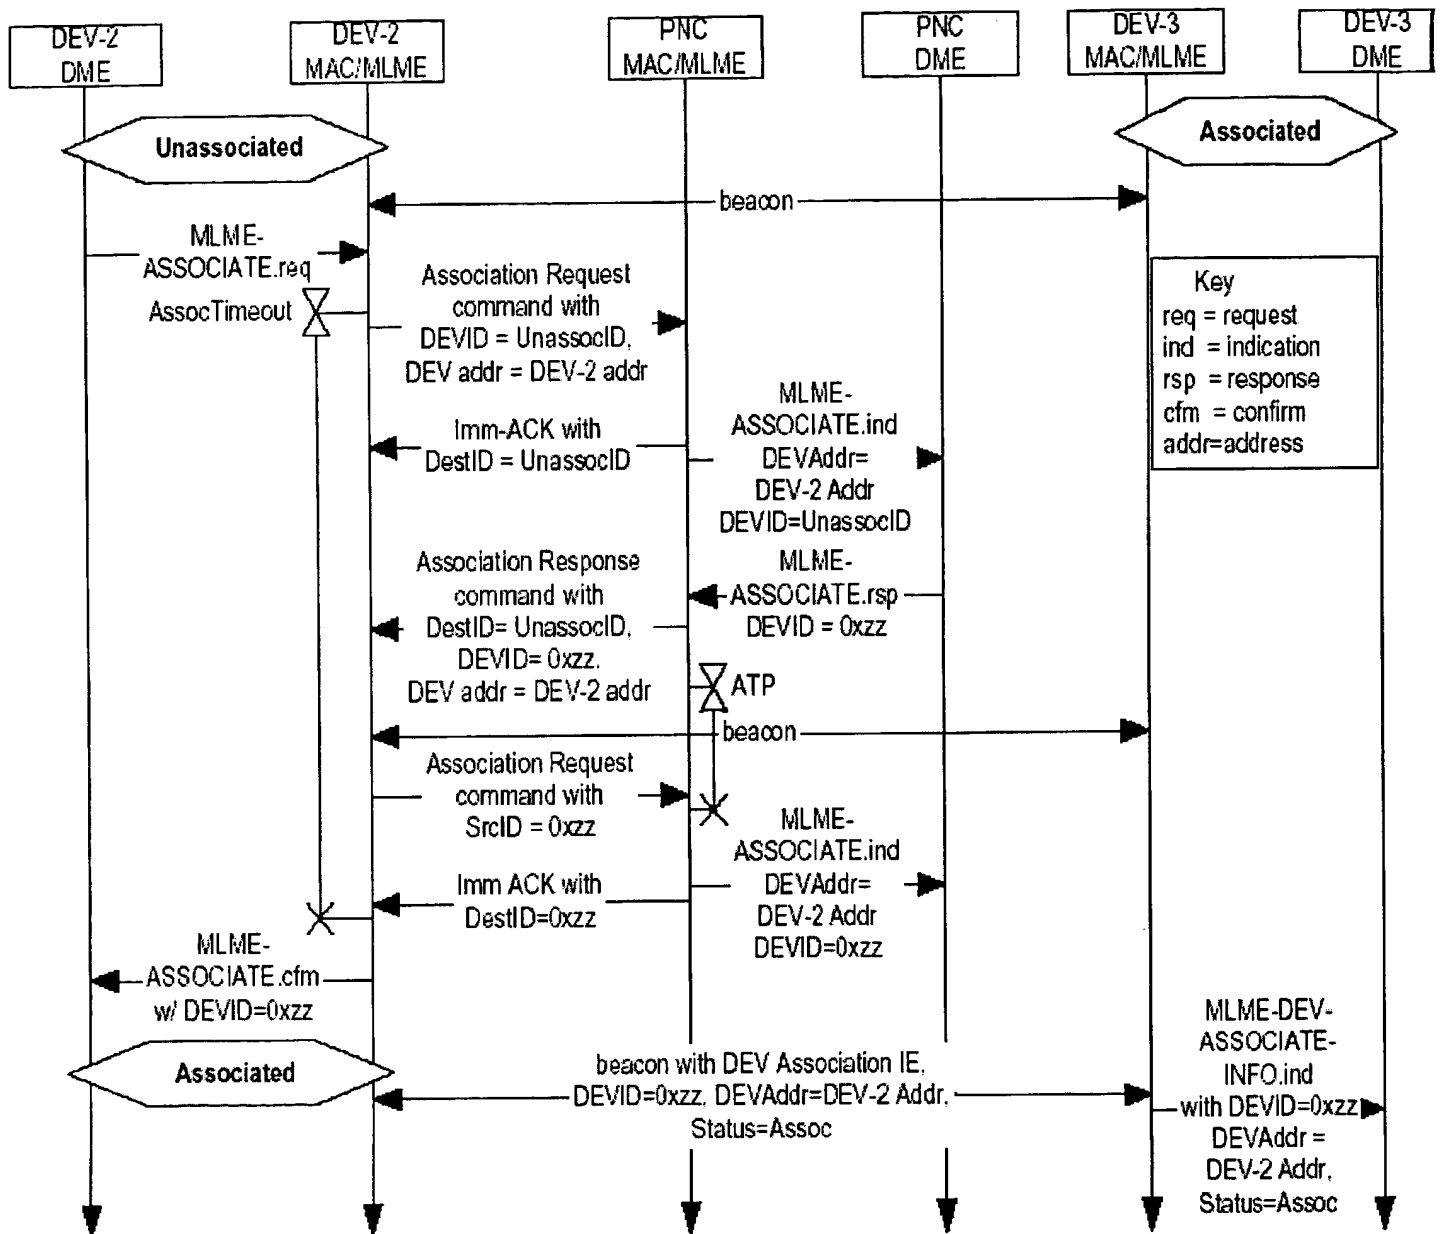 DEV-2
DME
DEV-2
MAC/MLME
PNC
MAC/MLME
PNC
DME
DEV-3
MAC/MLME
DEV-3
DME
Unassociated
Associated
beacon
MLME-
ASSOCIATE.req
AssocTimeout
Association Request
command with
DEVID = UnassocID,
DEV addr = DEV-2 addr
Key
req = request
ind = indication
rsp = response
cfm = confirm
addr=address
Imm-ACK with
DestID = UnassocID
MLME-
ASSOCIATE.ind
DEVAddr=
DEV-2 Addr
DEVID=UnassocID
MLME-
ASSOCIATE.rsp
DEVID = 0xzz
Association Response
command with
DestID= UnassocID,
DEVID= 0xzz,
DEV addr = DEV-2 addr
ATP
beacon
Association Request
command with
SrcID = 0xzz
MLME-
ASSOCIATE.ind
DEVAddr=
DEV-2 Addr
DEVID=0xzz
Imm ACK with
DestID=0xzz
MLME-
ASSOCIATE.cfm
w/ DEVID=0xzz
Associated
beacon with DEV Association IE,
DEVID=0xzz, DEVAddr=DEV-2 Addr,
Status=Assoc
MLME-DEV-
ASSOCIATE-
INFO.ind
with DEVID=0xzz
DEVAddr =
DEV-2 Addr,
Status=Assoc